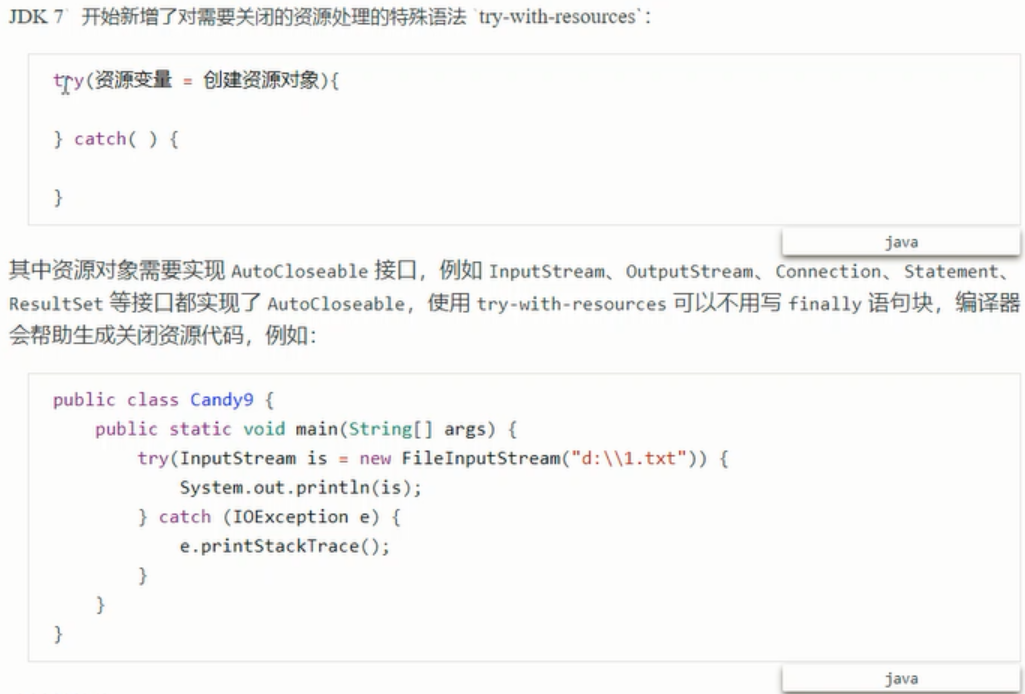 JDK 7` 开始新增了对需要关闭的资源处理的特殊语法 `try-with-resources`：
try(资源变量 = 创建资源对象){
} catch( ) {
}
java
其中资源对象需要实现 AutoCloseable 接口，例如 InputStream、OutputStream、Connection、Statement、
ResultSet 等接口都实现了 AutoCloseable，使用 try-with-resources 可以不用写 finally 语句块，编译器
会帮助生成关闭资源代码，例如：
public class Candy9 {
public static void main(String[] args) {
try(InputStream is = new FileInputStream("d:\\1.txt")) {
System.out.println(is);
} catch (IOException e) {
e.printStackTrace();
}
}
}
java